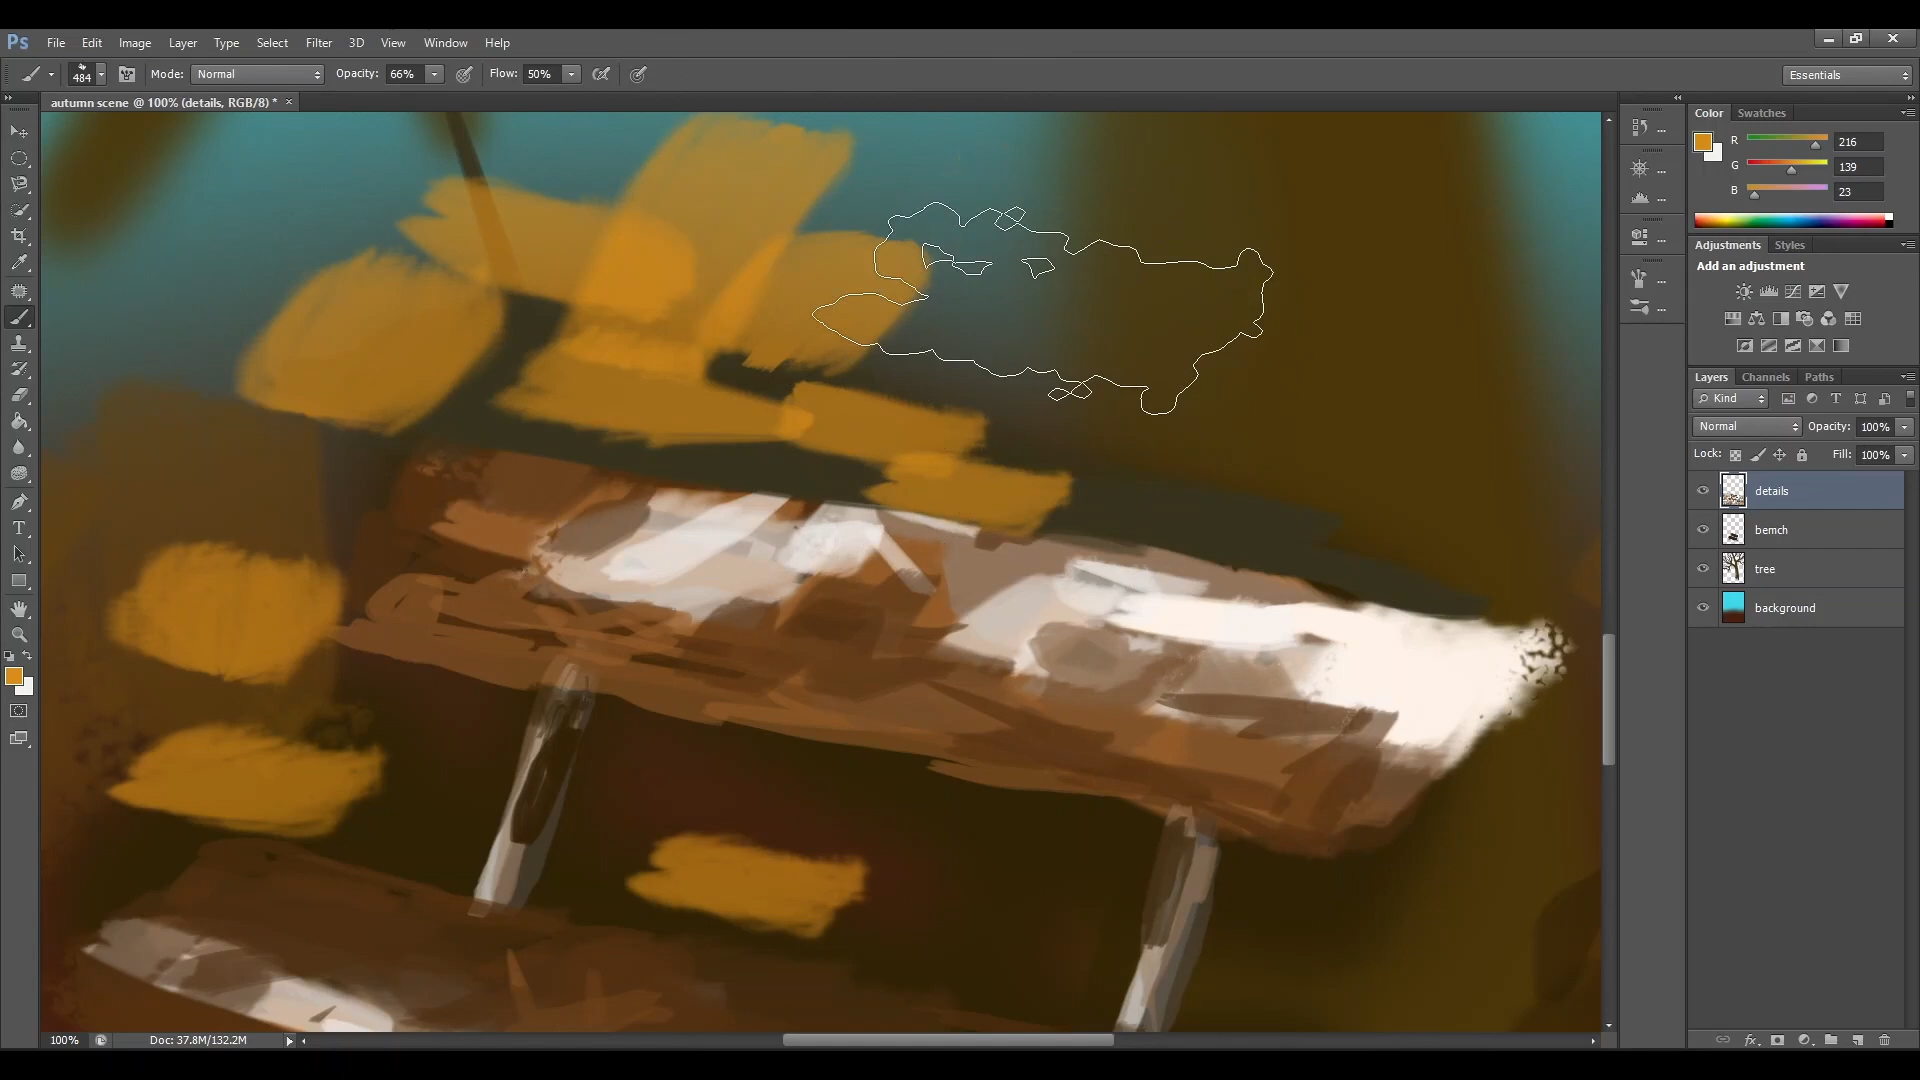 Ps File Edit Image Layer Type Select Filter 3D View Window Help
484 Mode: Normal Opacity: 66% Flow: 50% Essentials
autumn scene @ 100% (details, RGB/8) * ×
Color Swatches
R 216
G 139
B 23
Adjustments Styles
Add an adjustment
Layers Channels Paths
Kind
Normal Opacity: 100%
Lock: Fill: 100%
details
bemch
tree
background
100% Doc: 37.8M/132.2M
fx